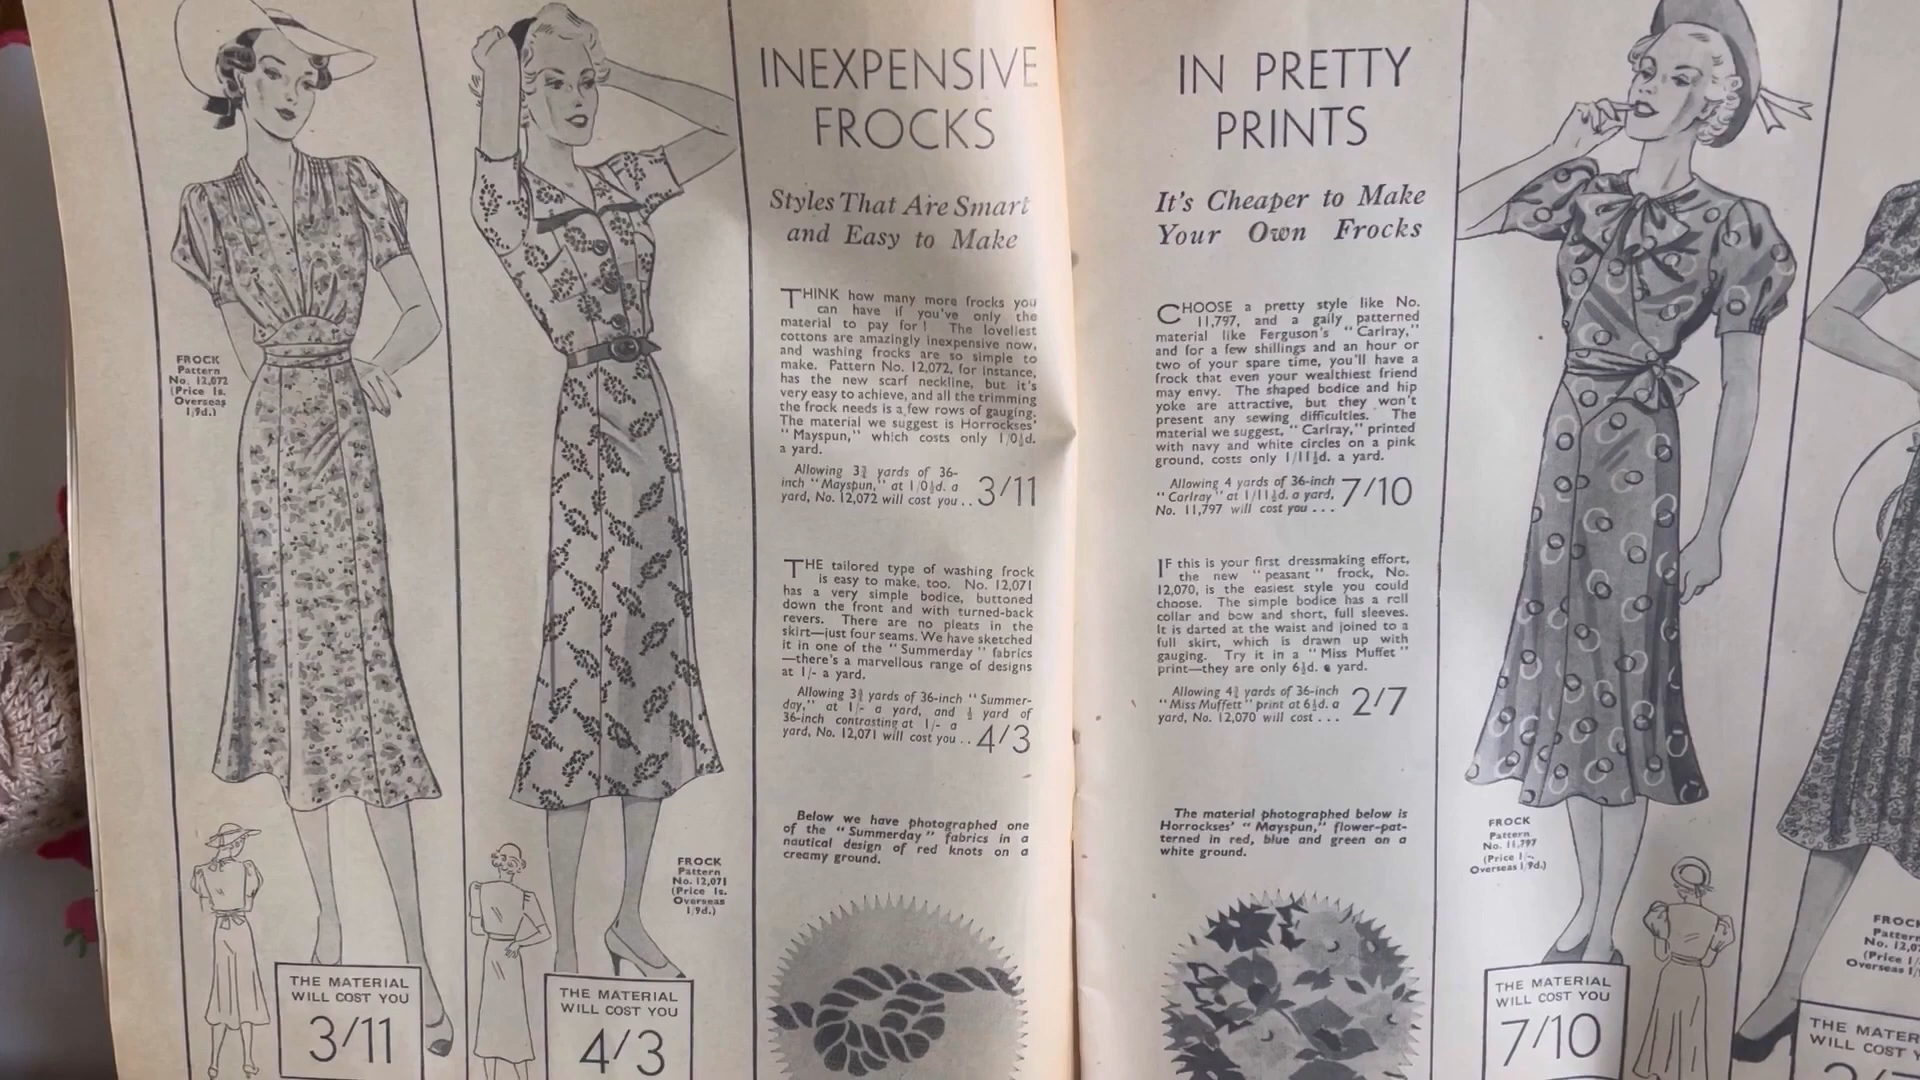 INEXPENSIVE
FROCKS
Styles That Are Smart
and Easy to Make
THINK how many more frocks you
can have if you've only the
material to pay for! The loveliest
cottons are amazingly inexpensive now,
and washing frocks are so simple to
make. Pattern No. 12,072, for instance,
has the new scarf neckline, but it's
very easy to achieve, and all the trimming
the frock needs is a few rows of gauging.
The material we suggest is Horrockses'
"Mayspun," which costs only 1/0½d.
a yard.
Allowing 3¾ yards of 36-
inch "Mayspun," at 1/0½d. a
yard, No. 12,072 will cost you .. 3/11
THE tailored type of washing frock
is easy to make, too. No. 12,071
has a very simple bodice, buttoned
down the front and with turned-back
revers. There are no pleats in the
skirt—just four seams. We have sketched
it in one of the "Summerday" fabrics
—there's a marvellous range of designs
at 1/- a yard.
Allowing 3¾ yards of 36-inch "Summer-
day," at 1/- a yard, and ½ yard of
36-inch contrasting at 1/- a
yard, No. 12,071 will cost you .. 4/3
Below we have photographed one
of the "Summerday" fabrics in a
nautical design of red knots on a
creamy ground.
FROCK
Pattern
No. 12,072
(Price 1s.
Overseas
1/9d.)
THE MATERIAL
WILL COST YOU
3/11
FROCK
Pattern
No. 12,071
(Price 1s.
Overseas
1/9d.)
THE MATERIAL
WILL COST YOU
4/3
IN PRETTY
PRINTS
It's Cheaper to Make
Your Own Frocks
CHOOSE a pretty style like No.
11,797, and a gaily patterned
material like Ferguson's "Carlray,"
and for a few shillings and an hour or
two of your spare time, you'll have a
frock that even your wealthiest friend
may envy. The shaped bodice and hip
yoke are attractive, but they won't
present any sewing difficulties. The
material we suggest, "Carlray," printed
with navy and white circles on a pink
ground, costs only 1/11½d. a yard.
Allowing 4 yards of 36-inch
"Carlray" at 1/11½d. a yard,
No. 11,797 will cost you ... 7/10
IF this is your first dressmaking effort,
the new "peasant" frock, No.
12,070, is the easiest style you could
choose. The simple bodice has a roll
collar and bow and short, full sleeves.
It is darted at the waist and joined to a
full skirt, which is drawn up with
gauging. Try it in a "Miss Muffet"
print—they are only 6½d. a yard.
Allowing 4¾ yards of 36-inch
"Miss Muffett" print at 6½d. a
yard, No. 12,070 will cost ... 2/7
The material photographed below is
Horrockses' "Mayspun," flower-pat-
terned in red, blue and green on a
white ground.
FROCK
Pattern
No. 11,797
(Price 1/-,
Overseas 1/9d.)
THE MATERIAL
WILL COST YOU
7/10
FROCK
Pattern
No. 12,0
(Price 1/
Overseas 1/
THE MATER
WILL COST Y